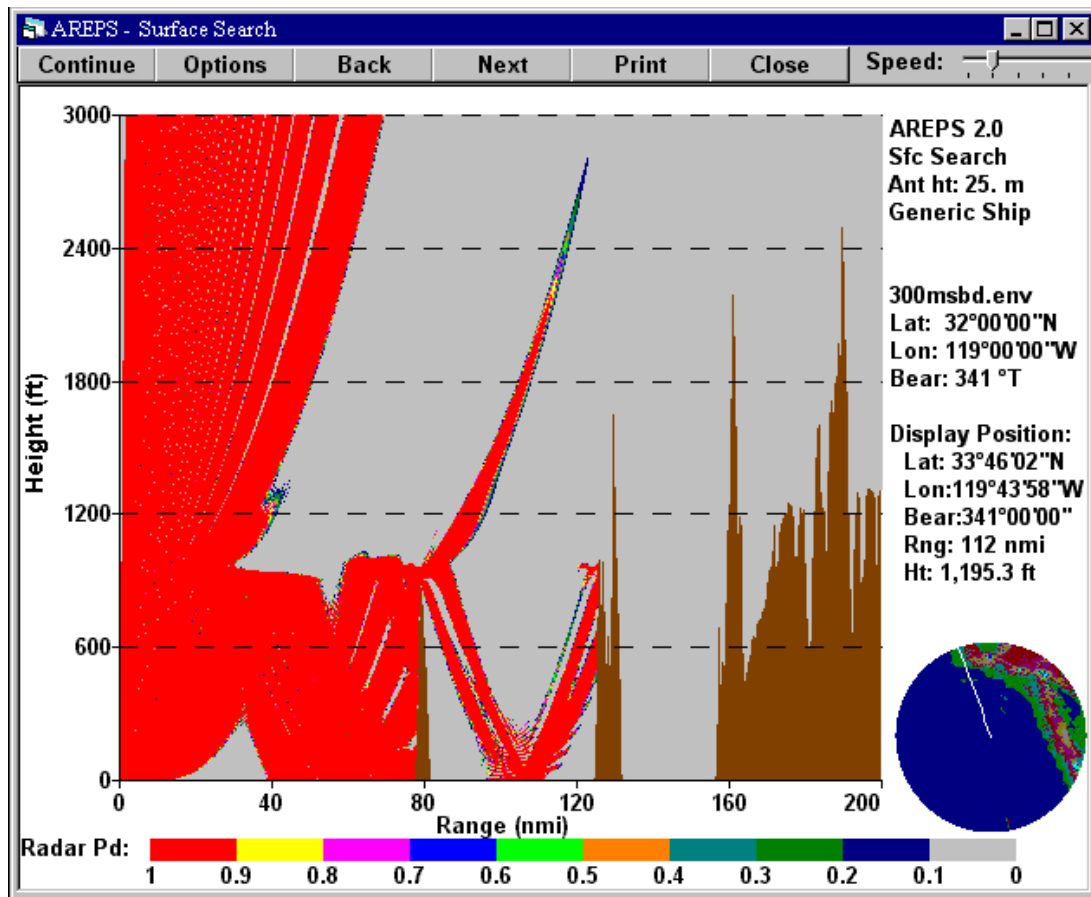 AREPS - Surface Search
Continue Options Back Next Print Close Speed:
3000
2400
1800
1200
600
0
Height (ft)
0 40 80 120 160 200
Range (nmi)
AREPS 2.0
Sfc Search
Ant ht: 25. m
Generic Ship
300msbd.env
Lat: 32°00'00"N
Lon: 119°00'00"W
Bear: 341 °T
Display Position:
Lat: 33°46'02"N
Lon:119°43'58"W
Bear:341°00'00"
Rng: 112 nmi
Ht: 1,195.3 ft
Radar Pd:
1 0.9 0.8 0.7 0.6 0.5 0.4 0.3 0.2 0.1 0